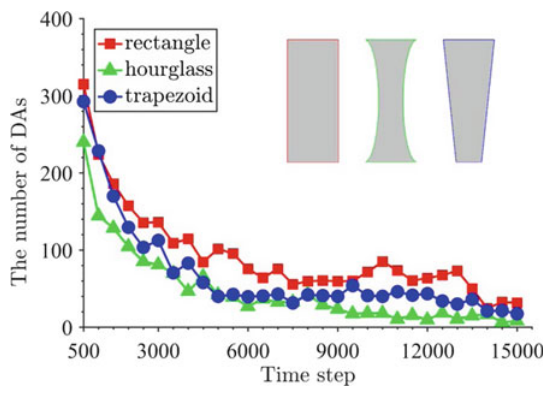 The number of DAs
400
300
200
100
0
rectangle
hourglass
trapezoid
500 3000 6000 9000 12000 15000
Time step